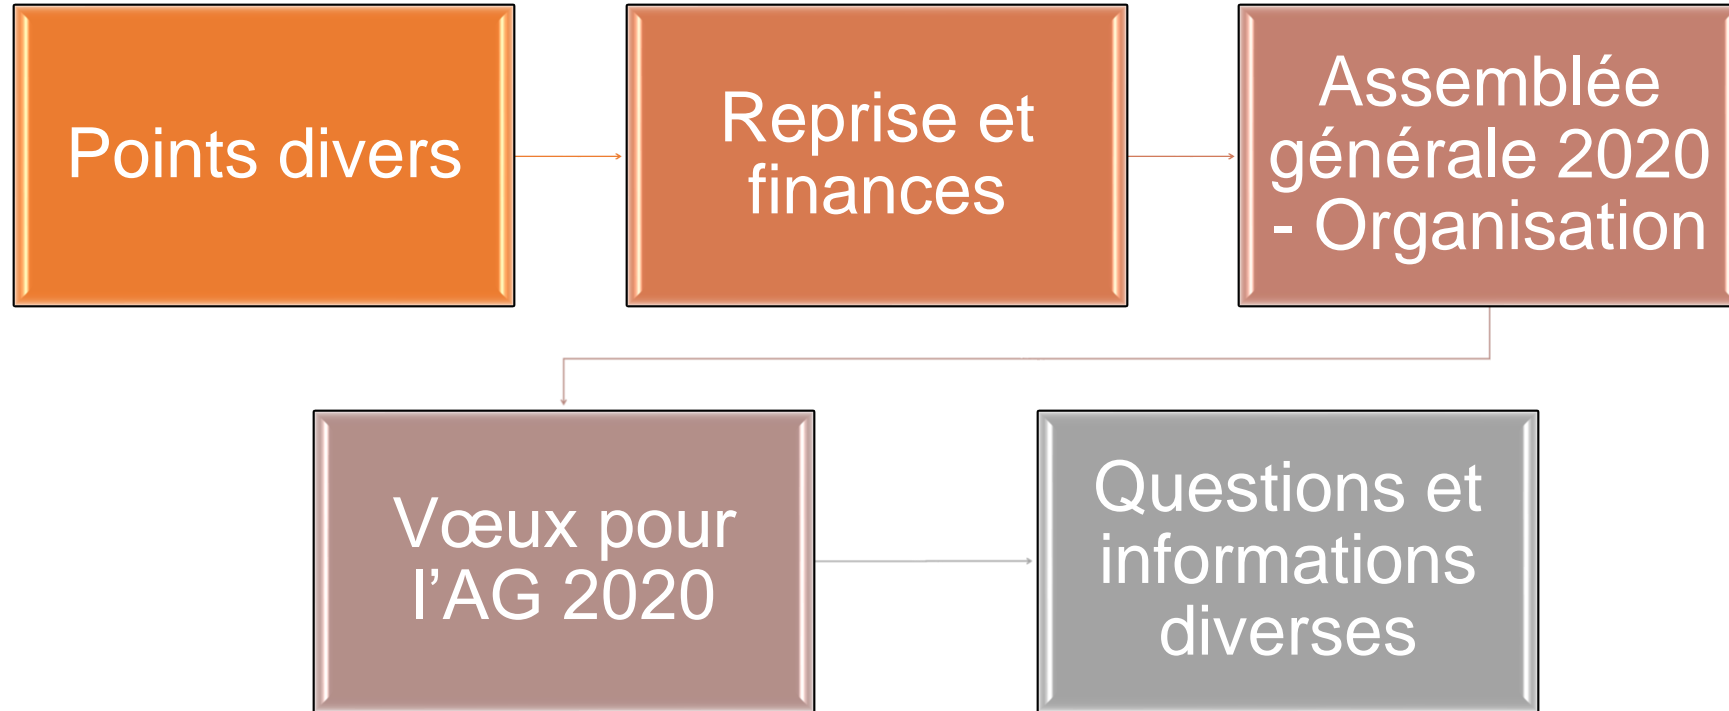 Points divers
Reprise et
finances
Assemblée
générale 2020
- Organisation
Vœux pour
l’AG 2020
Questions et
informations
diverses